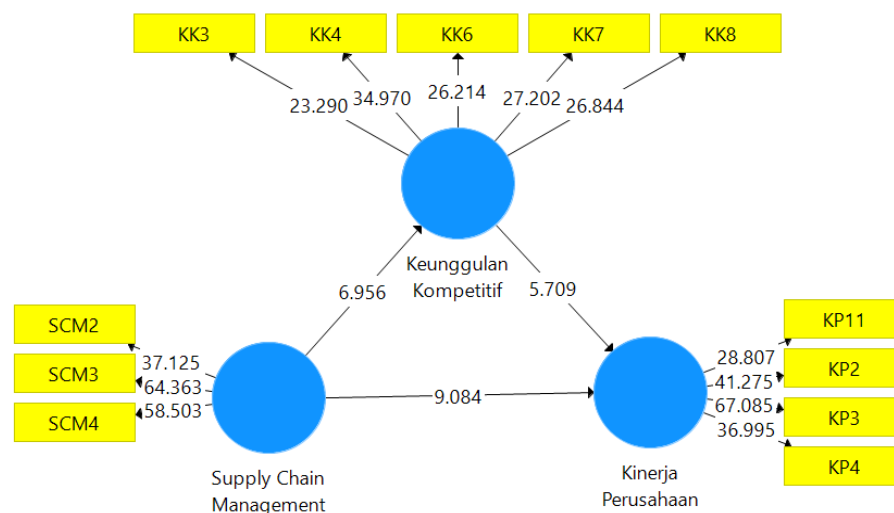 KK3 KK4 KK6 KK7 KK8
23.290 34.970 26.214 27.202 26.844
Keunggulan
Kompetitif
6.956 5.709
SCM2
SCM3
SCM4
37.125
64.363
58.503
9.084
Supply Chain
Management
Kinerja
Perusahaan
28.807
41.275
67.085
36.995
KP11
KP2
KP3
KP4